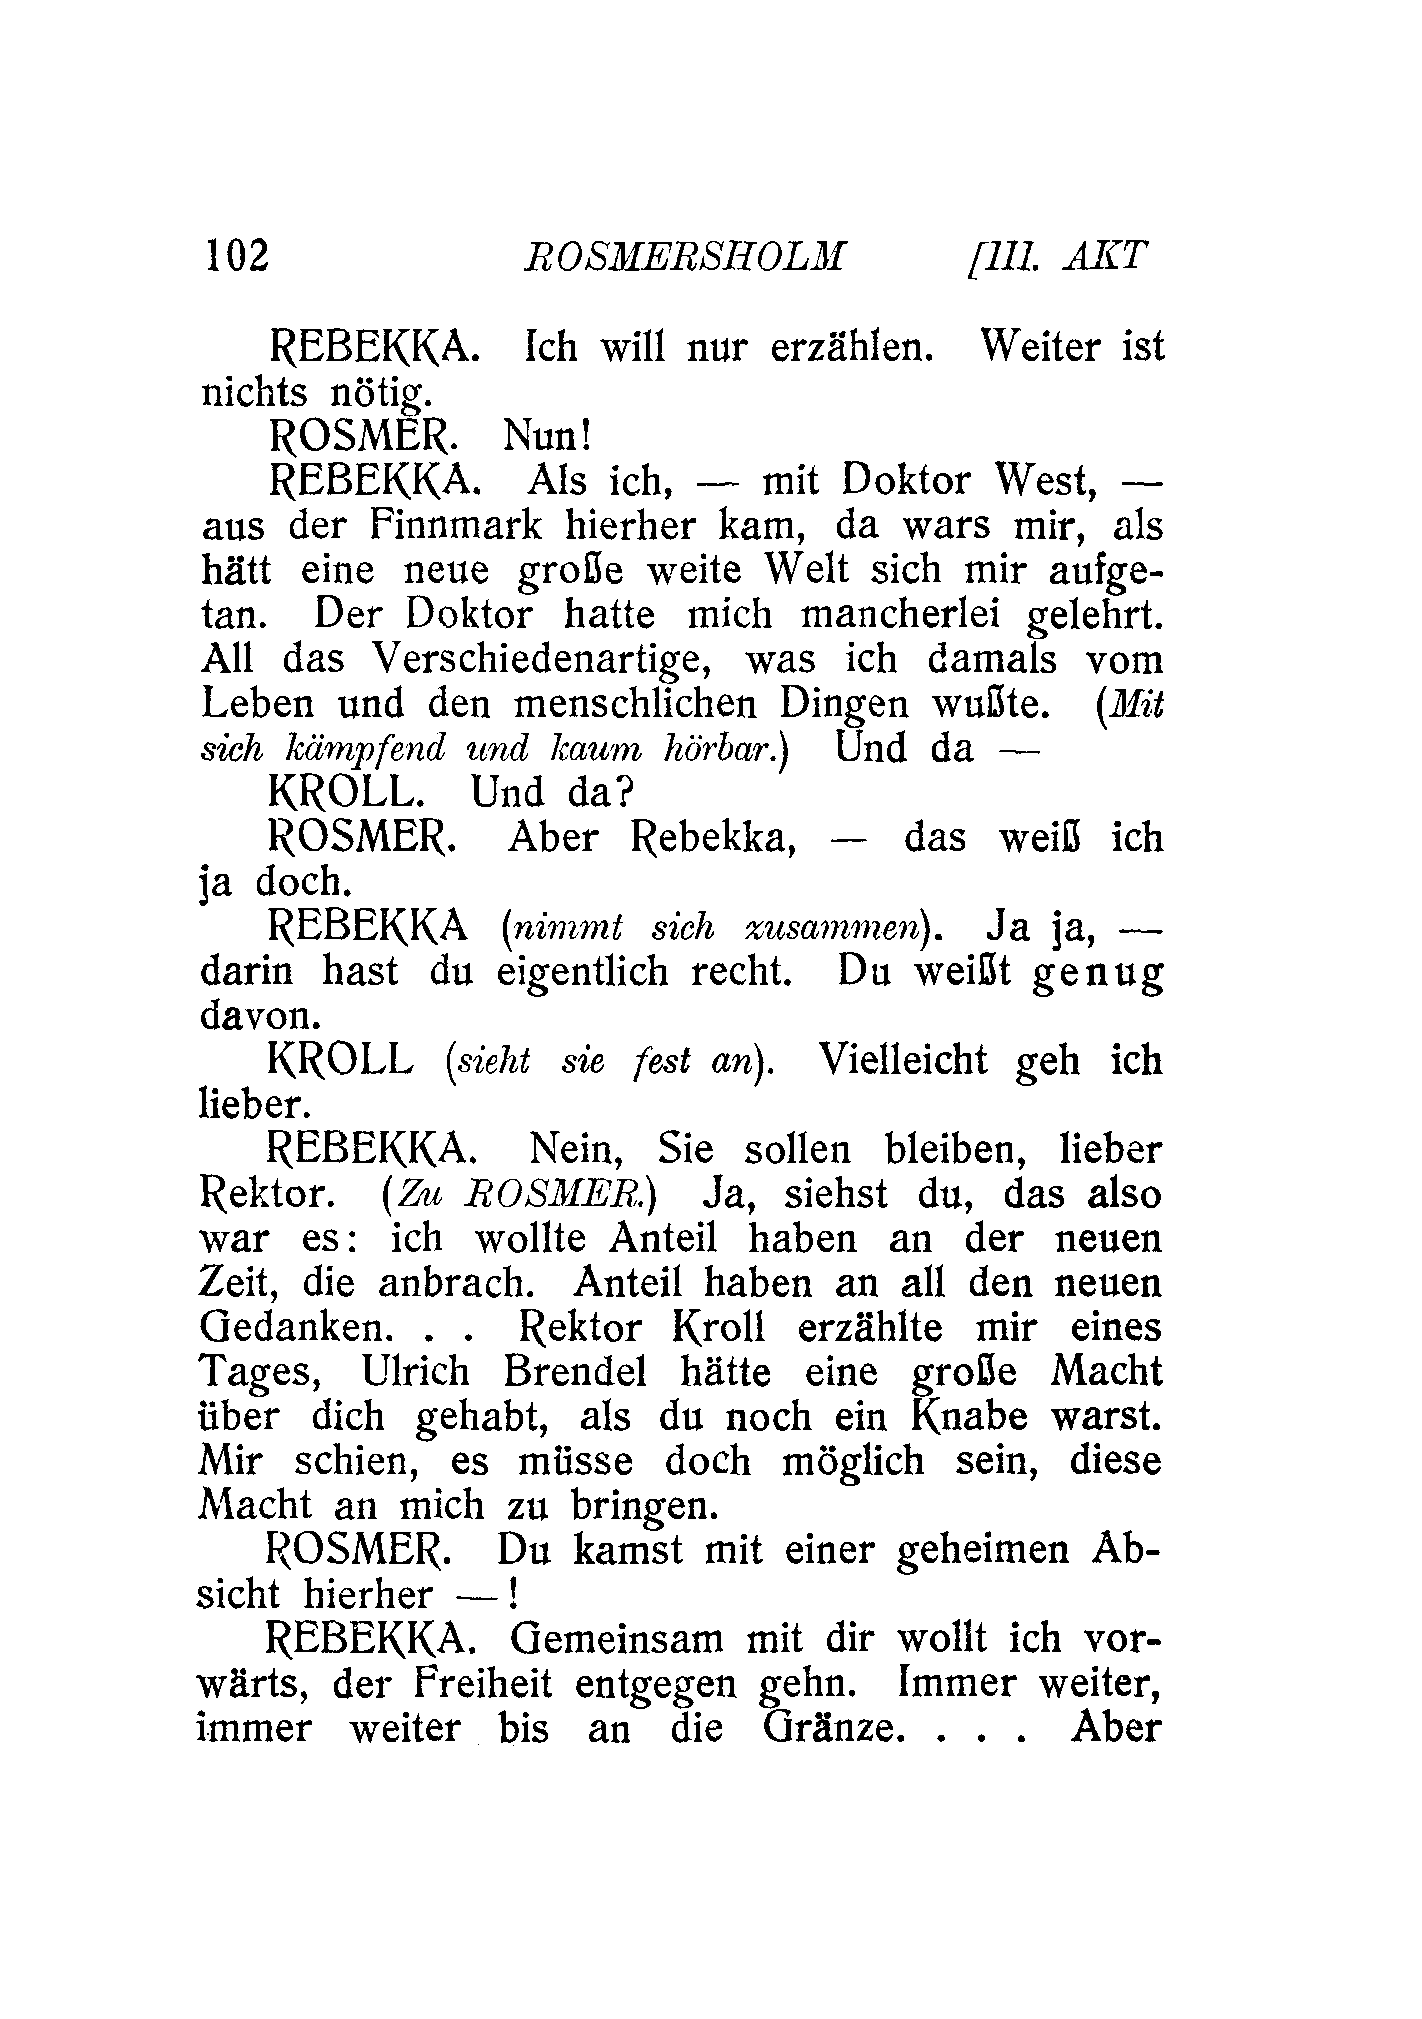 102 ROSMERSHOLM [III. AKT
REBEKKA. Ich will nur erzählen. Weiter ist
nichts nötig.
ROSMER. Nun!
REBEKKA. Als ich, — mit Doktor West, —
aus der Finnmark hierher kam, da wars mir, als
hätt eine neue große weite Welt sich mir aufge-
tan. Der Doktor hatte mich mancherlei gelehrt.
All das Verschiedenartige, was ich damals vom
Leben und den menschlichen Dingen wußte. (Mit
sich kämpfend und kaum hörbar.) Und da —
KROLL. Und da?
ROSMER. Aber Rebekka, — das weiß ich
ja doch.
REBEKKA (nimmt sich zusammen). Ja ja, —
darin hast du eigentlich recht. Du weißt genug
davon.
KROLL (sieht sie fest an). Vielleicht geh ich
lieber.
REBEKKA. Nein, Sie sollen bleiben, lieber
Rektor. (Zu ROSMER.) Ja, siehst du, das also
war es: ich wollte Anteil haben an der neuen
Zeit, die anbrach. Anteil haben an all den neuen
Gedanken. . . Rektor Kroll erzählte mir eines
Tages, Ulrich Brendel hätte eine große Macht
über dich gehabt, als du noch ein Knabe warst.
Mir schien, es müsse doch möglich sein, diese
Macht an mich zu bringen.
ROSMER. Du kamst mit einer geheimen Ab-
sicht hierher — !
REBEKKA. Gemeinsam mit dir wollt ich vor-
wärts, der Freiheit entgegen gehn. Immer weiter,
immer weiter bis an die Gränze. . . . Aber